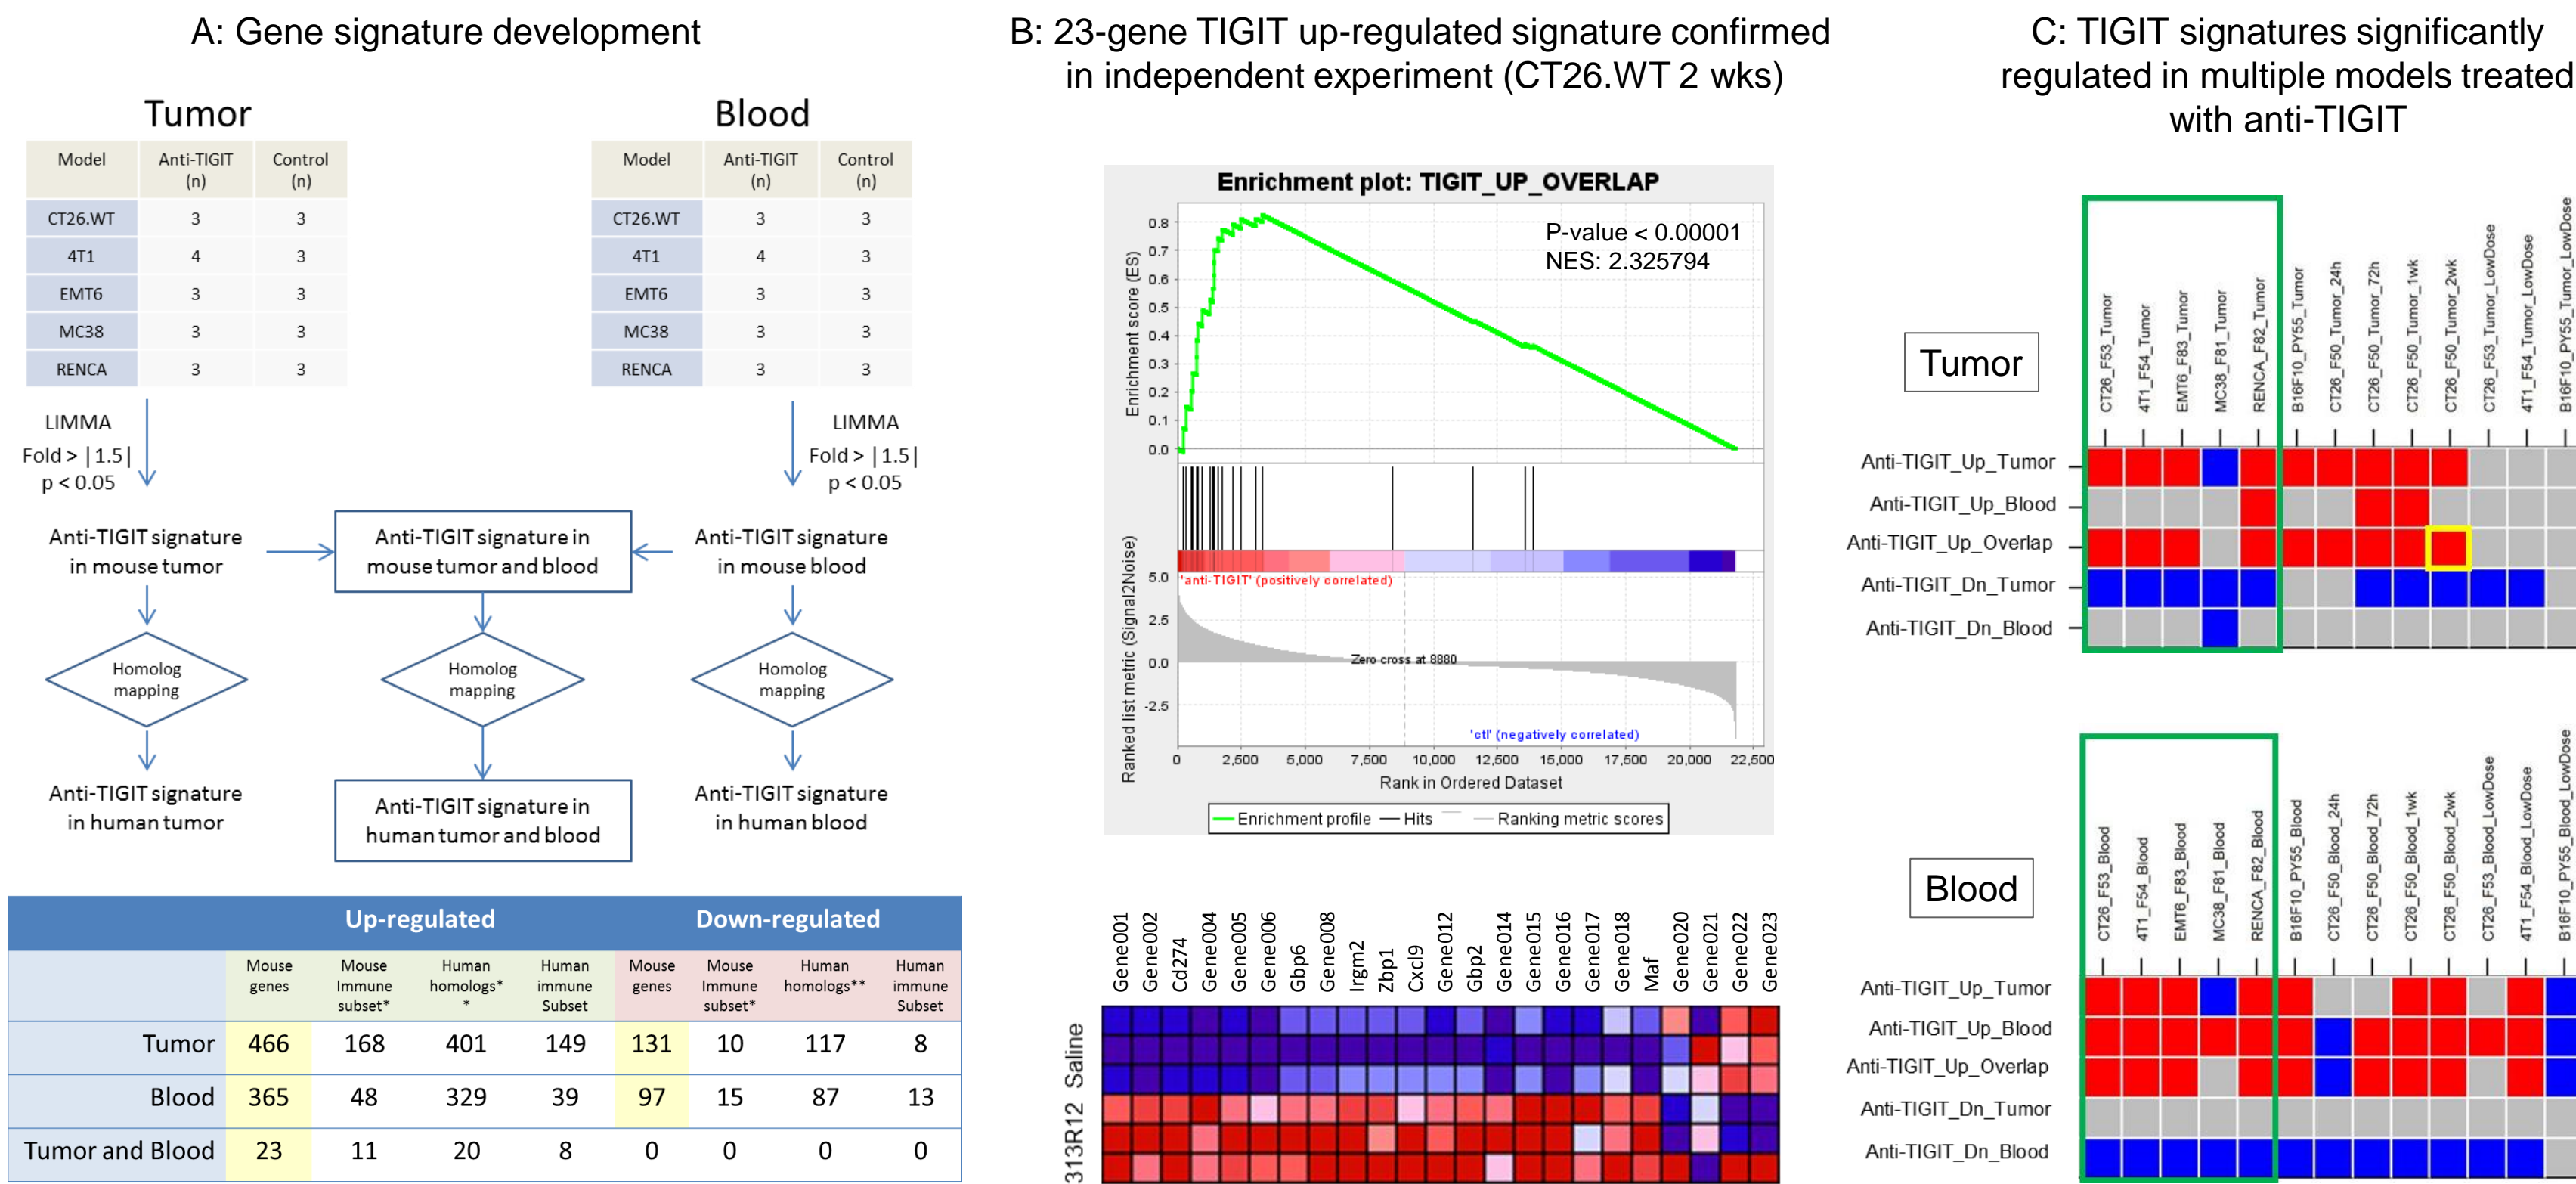 A: Gene signature development
Tumor
Model Anti-TIGIT (n) Control (n)
CT26.WT 3 3
4T1 4 3
EMT6 3 3
MC38 3 3
RENCA 3 3
Blood
Model Anti-TIGIT (n) Control (n)
CT26.WT 3 3
4T1 4 3
EMT6 3 3
MC38 3 3
RENCA 3 3
LIMMA
Fold > |1.5|
p < 0.05
LIMMA
Fold > |1.5|
p < 0.05
Anti-TIGIT signature
in mouse tumor
Anti-TIGIT signature in
mouse tumor and blood
Anti-TIGIT signature
in mouse blood
Homolog
mapping
Homolog
mapping
Homolog
mapping
Anti-TIGIT signature
in human tumor
Anti-TIGIT signature in
human tumor and blood
Anti-TIGIT signature
in human blood
Up-regulated Down-regulated
Mouse genes Mouse Immune subset* Human homologs* * Human immune Subset Mouse genes Mouse Immune subset* Human homologs** Human immune Subset
Tumor 466 168 401 149 131 10 117 8
Blood 365 48 329 39 97 15 87 13
Tumor and Blood 23 11 20 8 0 0 0 0
B: 23-gene TIGIT up-regulated signature confirmed
in independent experiment (CT26.WT 2 wks)
Enrichment plot: TIGIT_UP_OVERLAP
P-value < 0.00001
NES: 2.325794
Enrichment score (ES)
0.8
0.7
0.6
0.5
0.4
0.3
0.2
0.1
0.0
'anti-TIGIT' (positively correlated)
Ranked list metric (Signal2Noise)
5.0
2.5
0.0
-2.5
Zero cross at 8880
'ctl' (negatively correlated)
0 2,500 5,000 7,500 10,000 12,500 15,000 17,500 20,000 22,500
Rank in Ordered Dataset
Enrichment profile Hits Ranking metric scores
Gene001
Gene002
Cd274
Gene004
Gene005
Gene006
Gbp6
Gene008
Irgm2
Zbp1
Cxcl9
Gene012
Gbp2
Gene014
Gene015
Gene016
Gene017
Gene018
Maf
Gene020
Gene021
Gene022
Gene023
Saline
313R12
C: TIGIT signatures significantly
regulated in multiple models treated
with anti-TIGIT
Tumor
CT26_F53_Tumor
4T1_F54_Tumor
EMT6_F83_Tumor
MC38_F81_Tumor
RENCA_F82_Tumor
B16F10_PY55_Tumor
CT26_F50_Tumor_24h
CT26_F50_Tumor_72h
CT26_F50_Tumor_1wk
CT26_F50_Tumor_2wk
CT26_F53_Tumor_LowDose
4T1_F54_Tumor_LowDose
B16F10_PY55_Tumor_LowDose
Anti-TIGIT_Up_Tumor
Anti-TIGIT_Up_Blood
Anti-TIGIT_Up_Overlap
Anti-TIGIT_Dn_Tumor
Anti-TIGIT_Dn_Blood
Blood
CT26_F53_Blood
4T1_F54_Blood
EMT6_F83_Blood
MC38_F81_Blood
RENCA_F82_Blood
B16F10_PY55_Blood
CT26_F50_Blood_24h
CT26_F50_Blood_72h
CT26_F50_Blood_1wk
CT26_F50_Blood_2wk
CT26_F53_Blood_LowDose
4T1_F54_Blood_LowDose
B16F10_PY55_Blood_LowDose
Anti-TIGIT_Up_Tumor
Anti-TIGIT_Up_Blood
Anti-TIGIT_Up_Overlap
Anti-TIGIT_Dn_Tumor
Anti-TIGIT_Dn_Blood